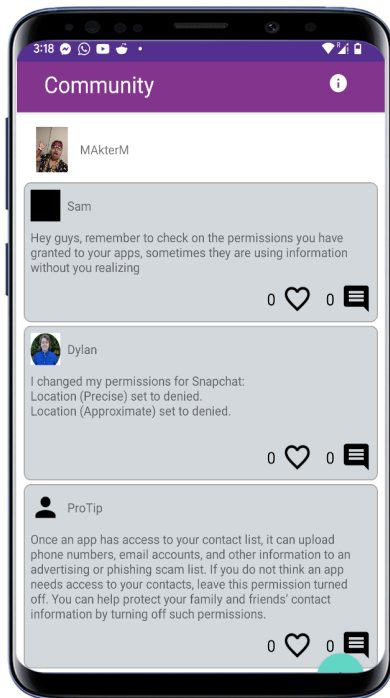 3:18
Community
MAkterM
Sam
Hey guys, remember to check on the permissions you have
granted to your apps, sometimes they are using information
without you realizing
0 0
Dylan
I changed my permissions for Snapchat:
Location (Precise) set to denied.
Location (Approximate) set to denied.
0 0
ProTip
Once an app has access to your contact list, it can upload
phone numbers, email accounts, and other information to an
advertising or phishing scam list. If you do not think an app
needs access to your contacts, leave this permission turned
off. You can help protect your family and friends' contact
information by turning off such permissions.
0 0